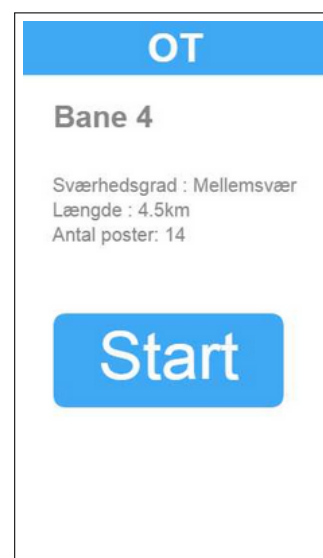 OT
Bane 4
Sværhedsgrad : Mellemsvær
Længde : 4.5km
Antal poster: 14
Start